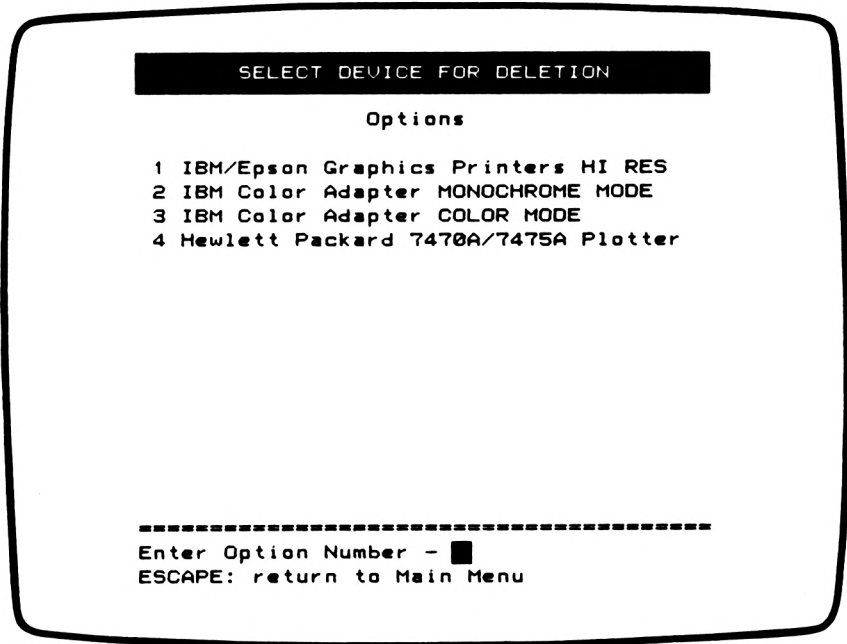 SELECT DEVICE FOR DELETION
Options
1 IBM/Epson Graphics Printers HI RES
2 IBM Color Adapter MONOCHROME MODE
3 IBM Color Adapter COLOR MODE
4 Hewlett Packard 7470A/7475A Plotter
========================================
Enter Option Number -
ESCAPE: return to Main Menu